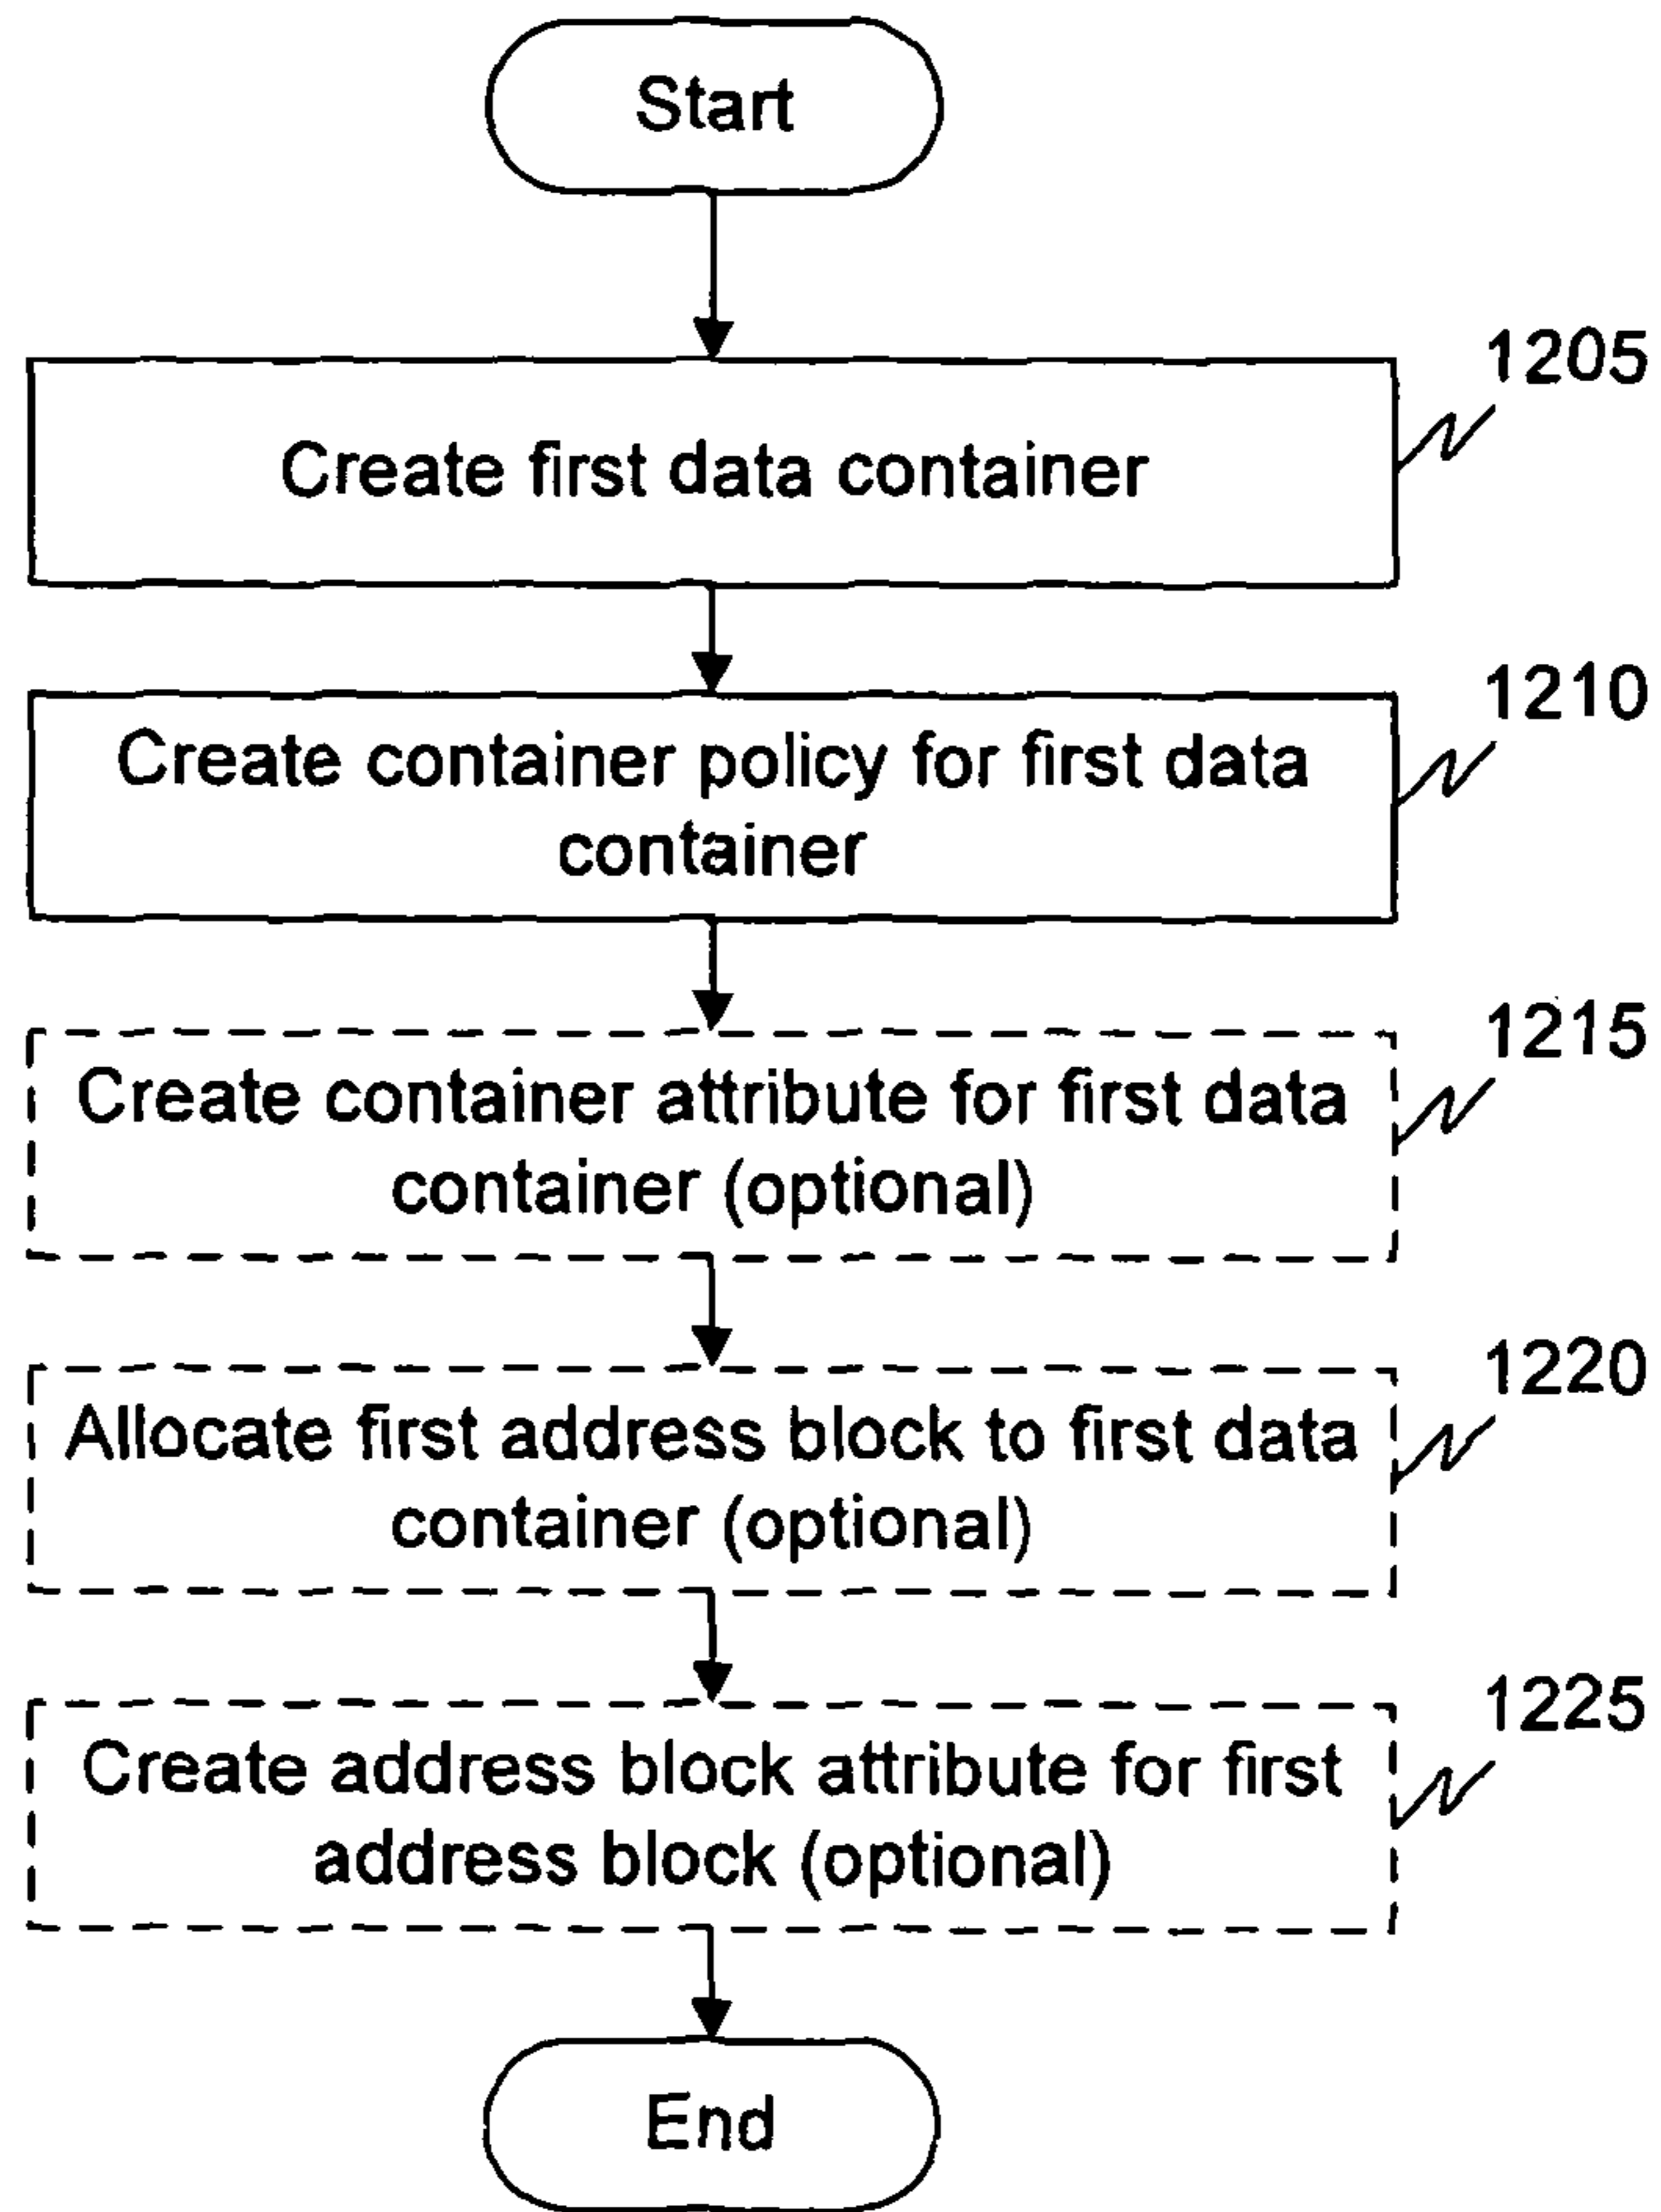 Start
1205
Create first data container
1210
Create container policy for first data
container
1215
Create container attribute for first data
container (optional)
1220
Allocate first address block to first data
container (optional)
1225
Create address block attribute for first
address block (optional)
End